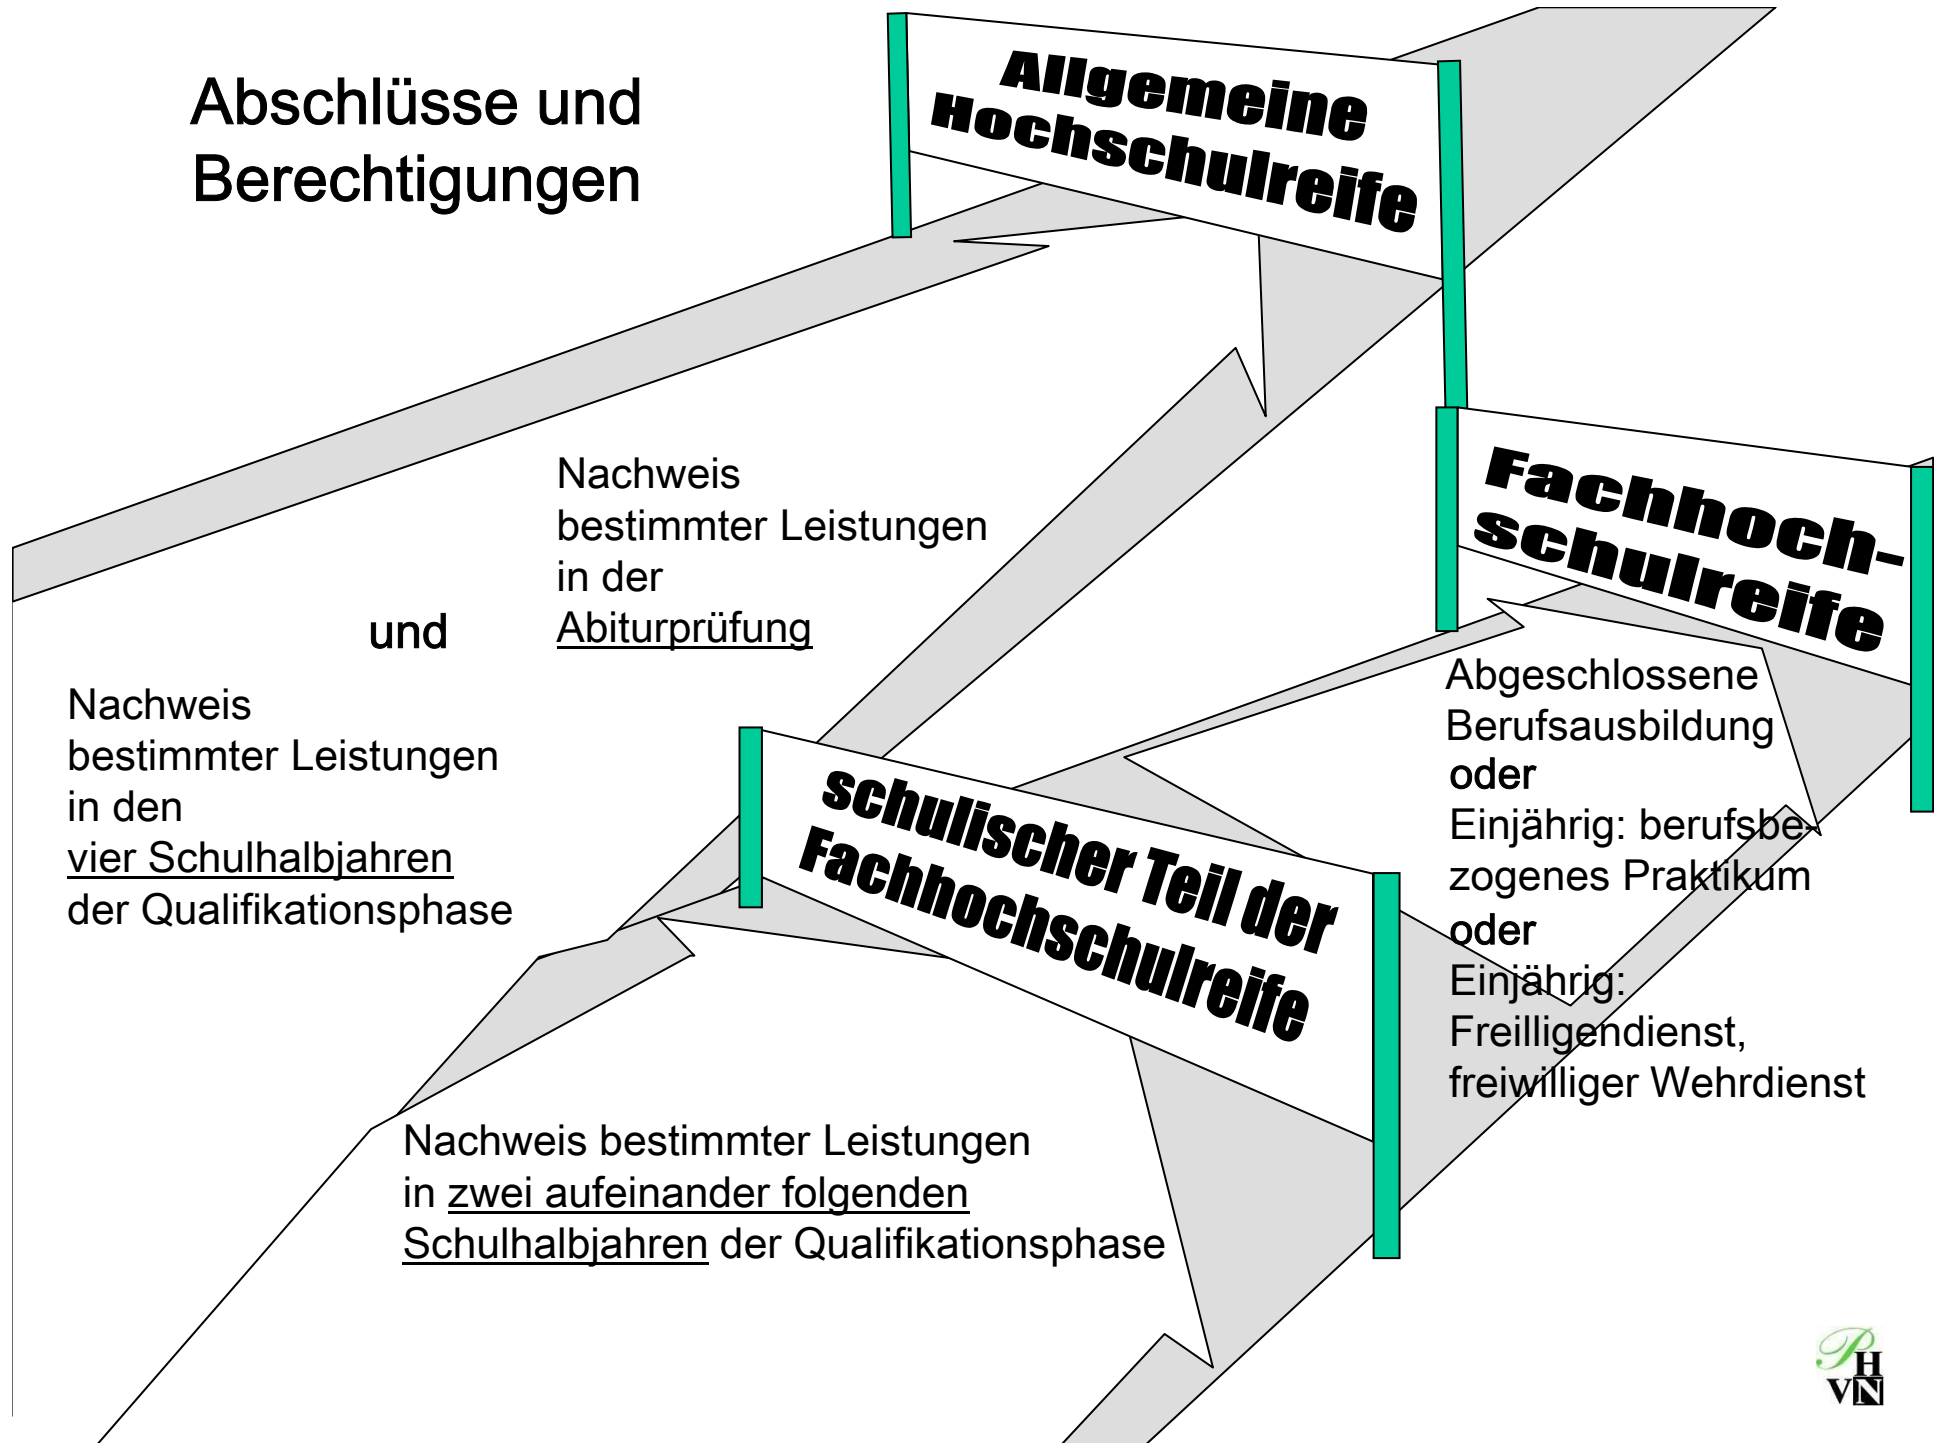 Abschlüsse und
Berechtigungen
Allgemeine
Hochschulreife
Nachweis
bestimmter Leistungen
in der
Abiturprüfung
und
Nachweis
bestimmter Leistungen
in den
vier Schulhalbjahren
der Qualifikationsphase
Fachhoch-
schulreife
Abgeschlossene
Berufsausbildung
oder
Einjährig: berufsbe-
zogenes Praktikum
oder
Einjährig:
Freilligendienst,
freiwilliger Wehrdienst
schulischer Teil der
Fachhochschulreife
Nachweis bestimmter Leistungen
in zwei aufeinander folgenden
Schulhalbjahren der Qualifikationsphase
PH
VN